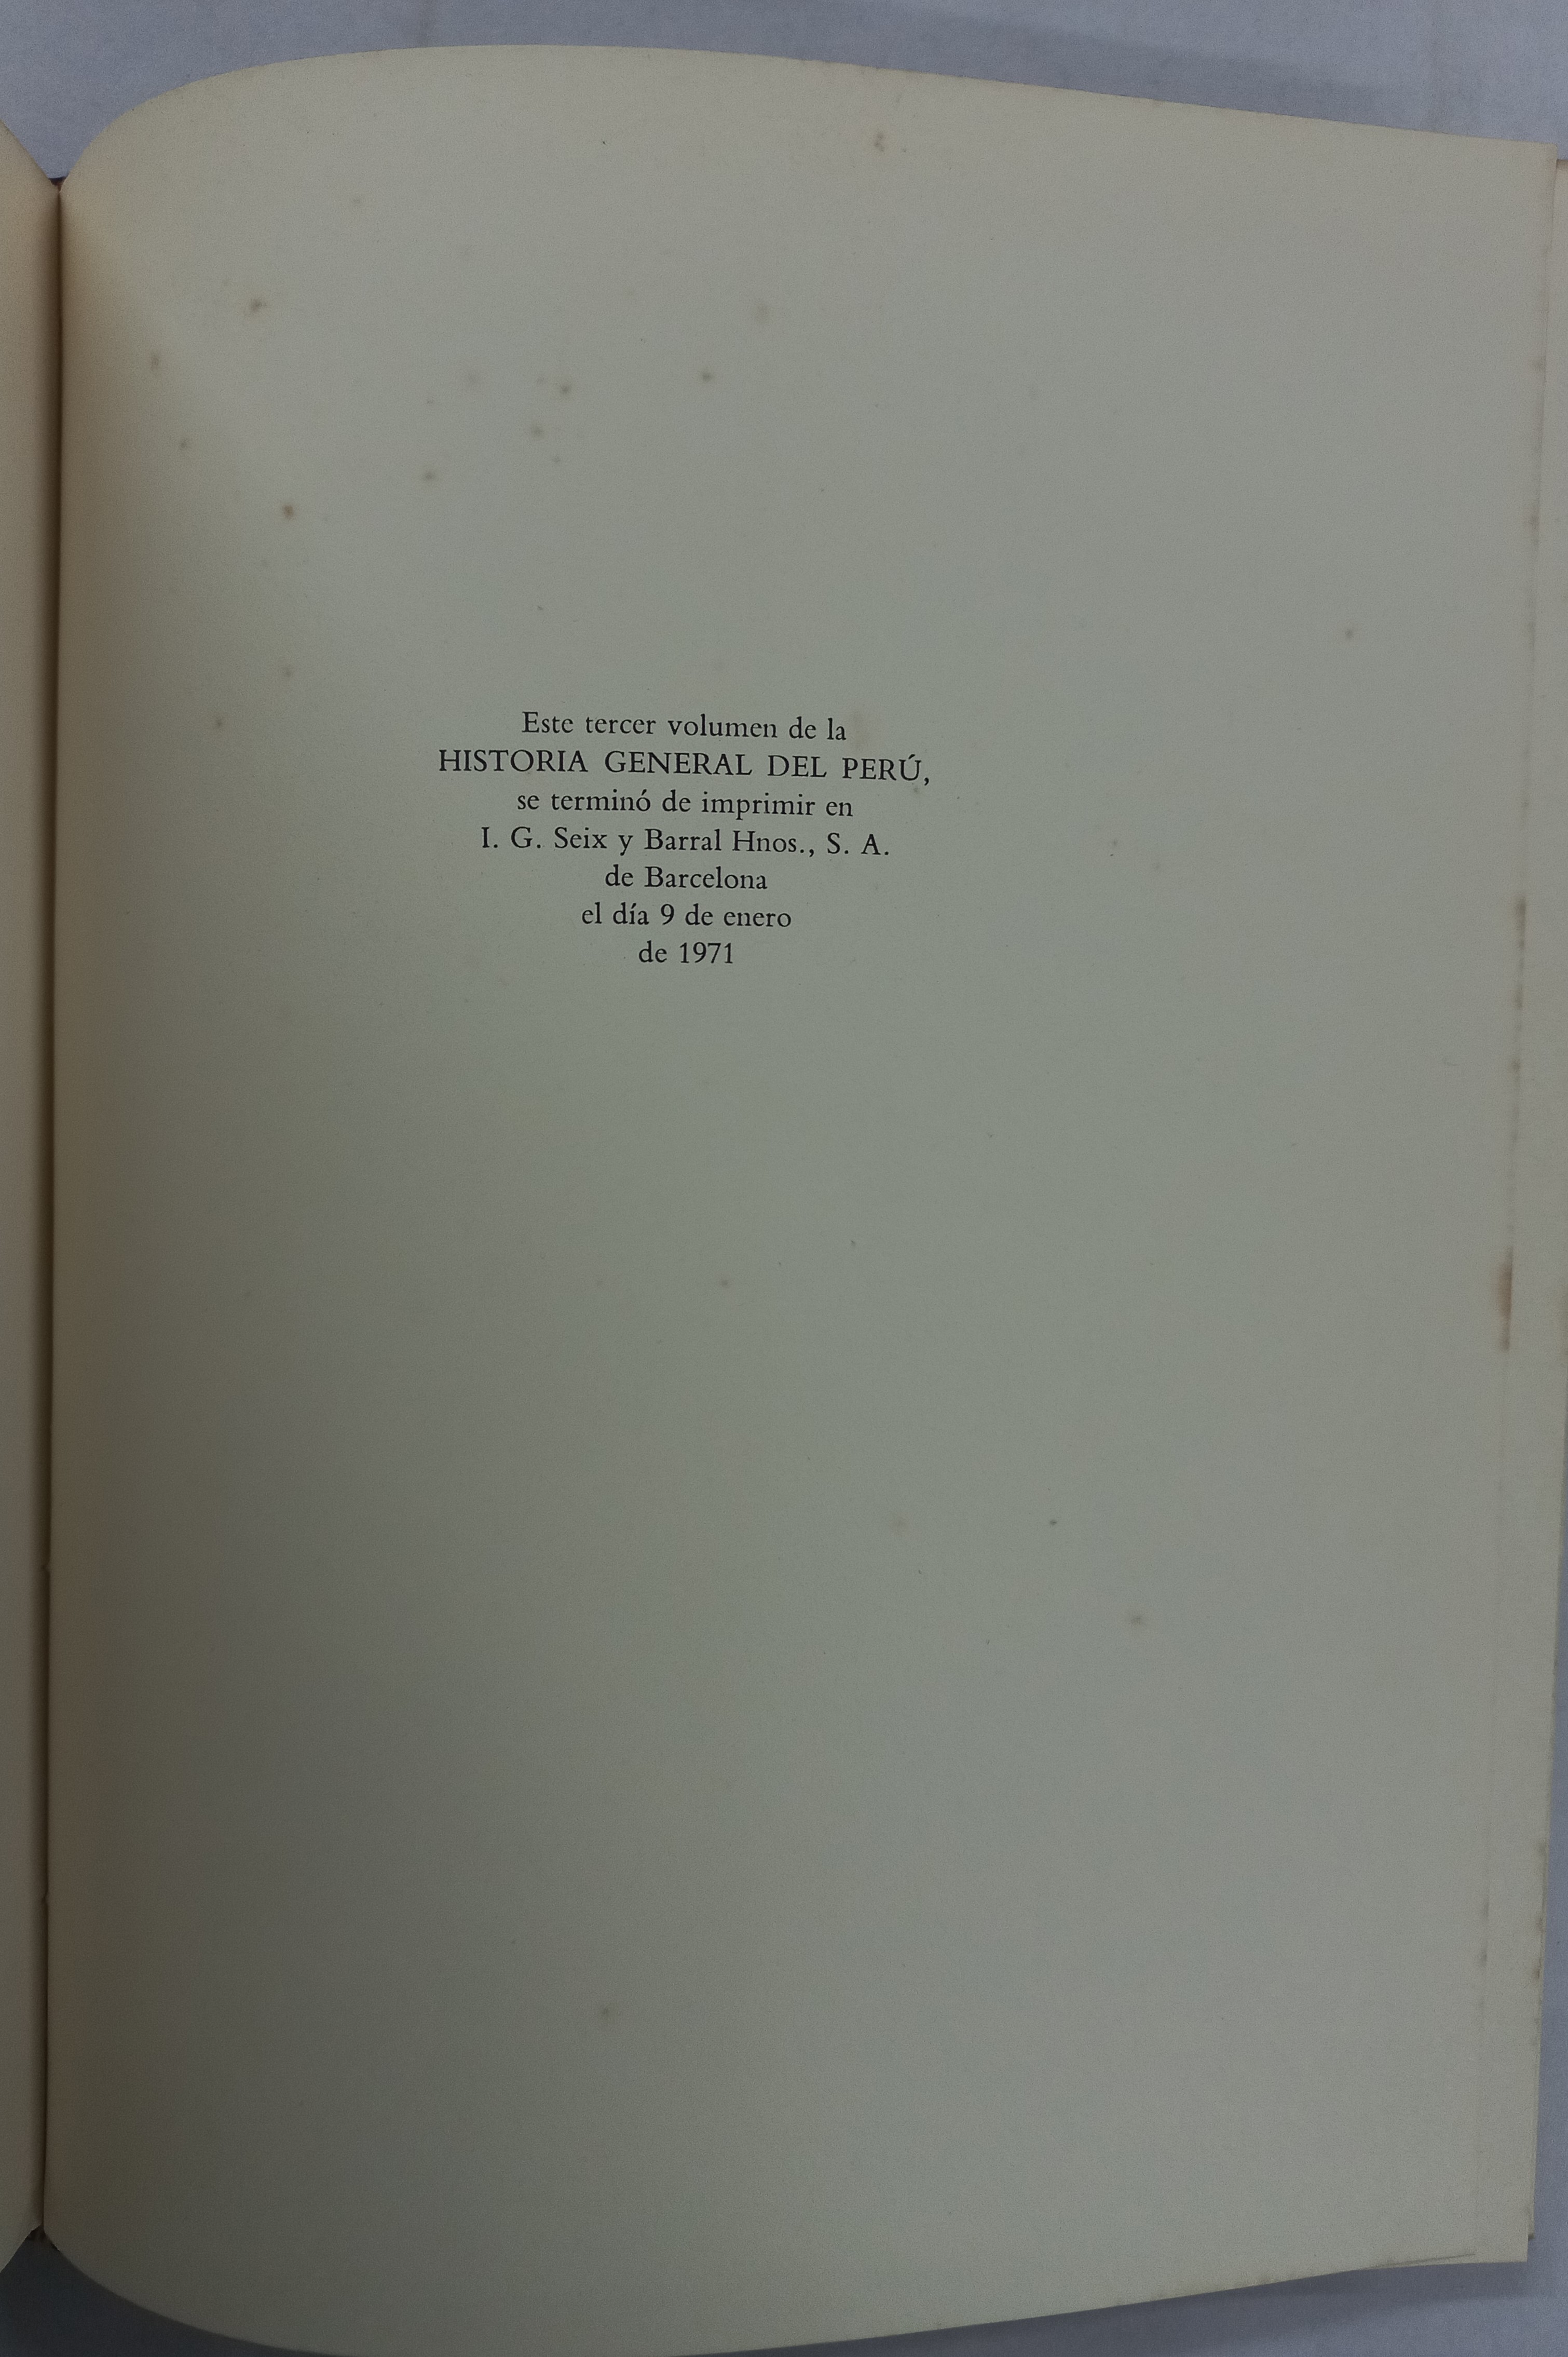 Este tercer volumen de la
HISTORIA GENERAL DEL PERÚ,
se terminó de imprimir en
I. G. Seix y Barral Hnos., S. A.
de Barcelona
el día 9 de enero
de 1971